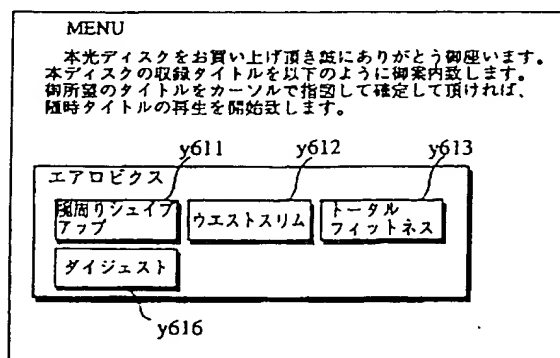 MENU
本光ディスクをお買い上げ頂き誠にありがとう御座います。
本ディスクの収録タイトルを以下のように御案内致します。
御所望のタイトルをカーソルで指図して確定して頂ければ、
随時タイトルの再生を開始致します。
y611
y612
y613
エアロビクス
腕周りシェイプ
アップ
ウエストスリム
トータル
フィットネス
ダイジェスト
y616